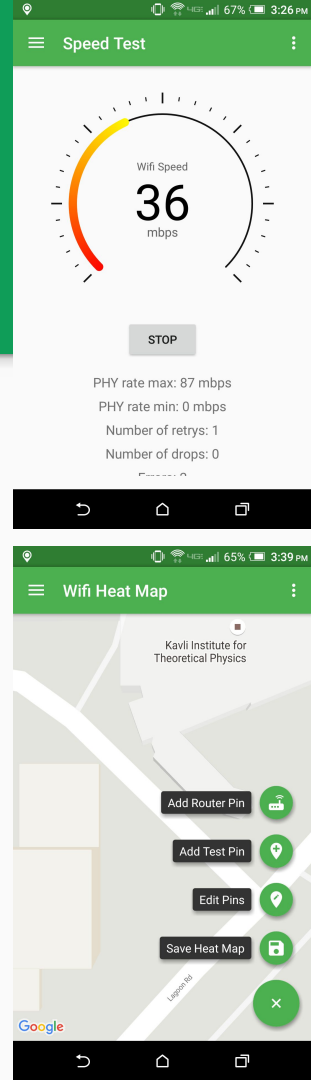 67% 3:26 PM
Speed Test
Wifi Speed
36
mbps
STOP
PHY rate max: 87 mbps
PHY rate min: 0 mbps
Number of retrys: 1
Number of drops: 0
65% 3:39 PM
Wifi Heat Map
Kavli Institute for
Theoretical Physics
Add Router Pin
Add Test Pin
Edit Pins
Save Heat Map
Lagoon Rd
Google